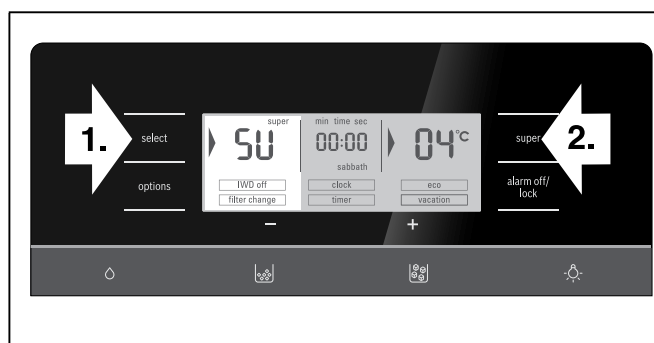 1.
select
options
super
SU
IWD off
filter change
min time sec
00:00
sabbath
clock
timer
04°C
eco
vacation
super
alarm off/
lock
2.
−
+